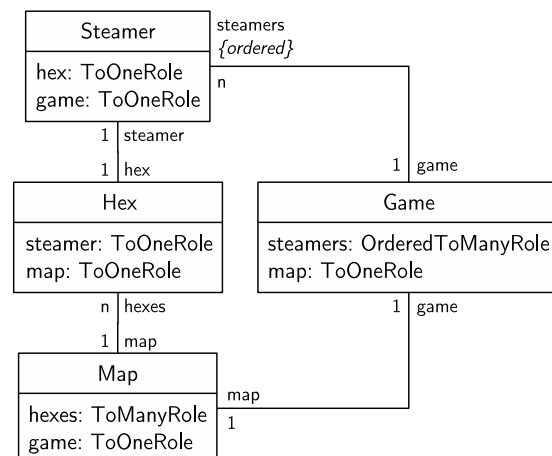 Steamer
hex: ToOneRole
game: ToOneRole
steamers
{ordered}
n
1 steamer
1 hex
1 game
Hex
steamer: ToOneRole
map: ToOneRole
Game
steamers: OrderedToManyRole
map: ToOneRole
n hexes
1 map
1 game
Map
hexes: ToManyRole
game: ToOneRole
map
1